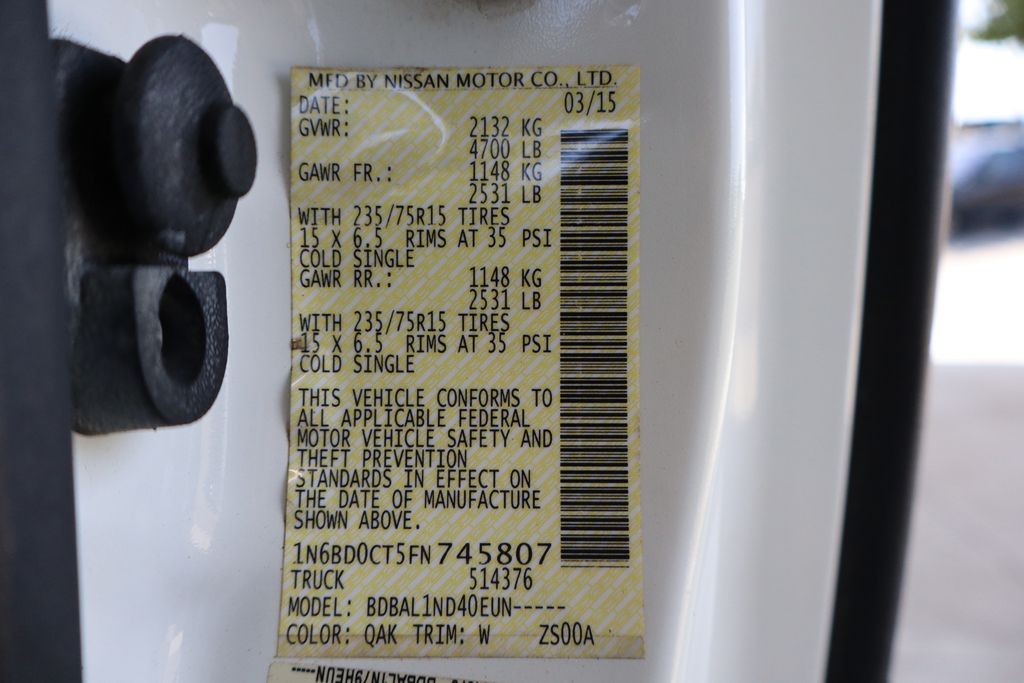 MFD BY NISSAN MOTOR CO., LTD.
DATE: 03/15
GVWR: 2132 KG
4700 LB
GAWR FR.: 1148 KG
2531 LB
WITH 235/75R15 TIRES
15 X 6.5 RIMS AT 35 PSI
COLD SINGLE
GAWR RR.: 1148 KG
2531 LB
WITH 235/75R15 TIRES
15 X 6.5 RIMS AT 35 PSI
COLD SINGLE
THIS VEHICLE CONFORMS TO
ALL APPLICABLE FEDERAL
MOTOR VEHICLE SAFETY AND
THEFT PREVENTION
STANDARDS IN EFFECT ON
THE DATE OF MANUFACTURE
SHOWN ABOVE.
1N6BD0CT5FN745807
TRUCK 514376
MODEL: BDBAL1ND40EUN-----
COLOR: QAK TRIM: W ZS00A